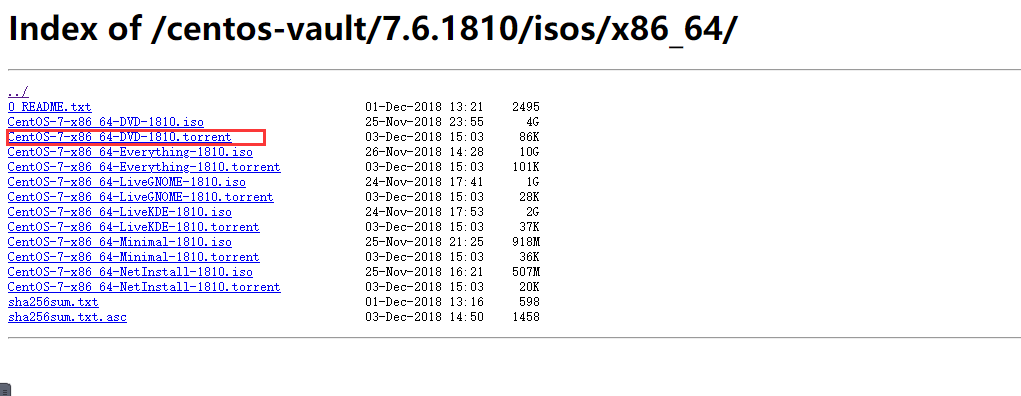 Index of /centos-vault/7.6.1810/isos/x86_64/
../
0_README.txt 01-Dec-2018 13:21 2495
CentOS-7-x86_64-DVD-1810.iso 25-Nov-2018 23:55 4G
CentOS-7-x86_64-DVD-1810.torrent 03-Dec-2018 15:03 86K
CentOS-7-x86_64-Everything-1810.iso 26-Nov-2018 14:28 10G
CentOS-7-x86_64-Everything-1810.torrent 03-Dec-2018 15:03 101K
CentOS-7-x86_64-LiveGNOME-1810.iso 24-Nov-2018 17:41 1G
CentOS-7-x86_64-LiveGNOME-1810.torrent 03-Dec-2018 15:03 28K
CentOS-7-x86_64-LiveKDE-1810.iso 24-Nov-2018 17:53 2G
CentOS-7-x86_64-LiveKDE-1810.torrent 03-Dec-2018 15:03 37K
CentOS-7-x86_64-Minimal-1810.iso 25-Nov-2018 21:25 918M
CentOS-7-x86_64-Minimal-1810.torrent 03-Dec-2018 15:03 36K
CentOS-7-x86_64-NetInstall-1810.iso 25-Nov-2018 16:21 507M
CentOS-7-x86_64-NetInstall-1810.torrent 03-Dec-2018 15:03 20K
sha256sum.txt 01-Dec-2018 13:16 598
sha256sum.txt.asc 03-Dec-2018 14:50 1458